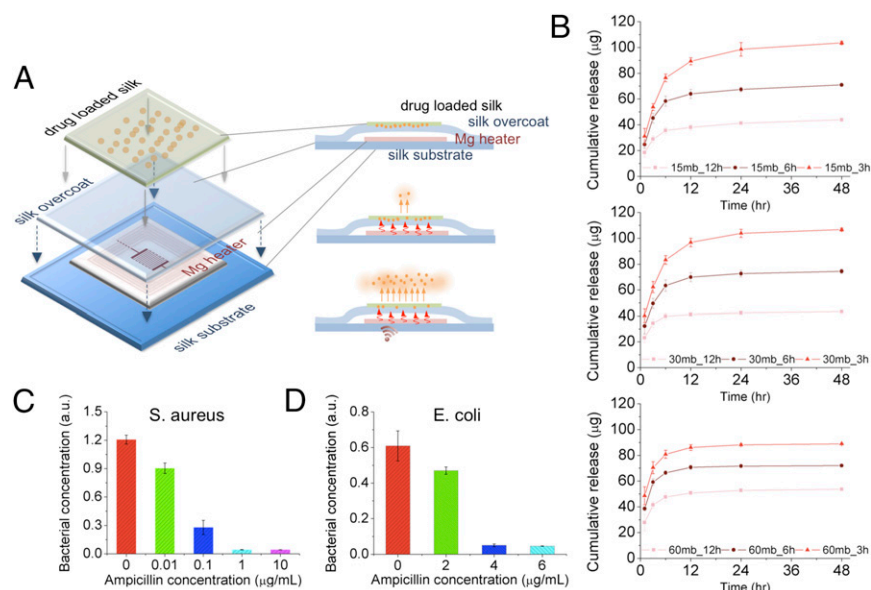 A
drug loaded silk
silk overcoat
Mg heater
silk substrate
drug loaded silk
silk overcoat
Mg heater
silk substrate
B
Cumulative release (μg)
120
100
80
60
40
20
0
15mb_12h 15mb_6h 15mb_3h
0 12 24 36 48
Time (hr)
Cumulative release (μg)
120
100
80
60
40
20
0
30mb_12h 30mb_6h 30mb_3h
0 12 24 36 48
Time (hr)
Cumulative release (μg)
120
100
80
60
40
20
0
60mb_12h 60mb_6h 60mb_3h
0 12 24 36 48
Time (hr)
C
S. aureus
Bacterial concentration (a.u.)
1.5
1.2
0.9
0.6
0.3
0.0
0 0.01 0.1 1 10
Ampicillin concentration (μg/mL)
D
E. coli
Bacterial concentration (a.u.)
0.8
0.6
0.4
0.2
0.0
0 2 4 6
Ampicillin concentration (μg/mL)